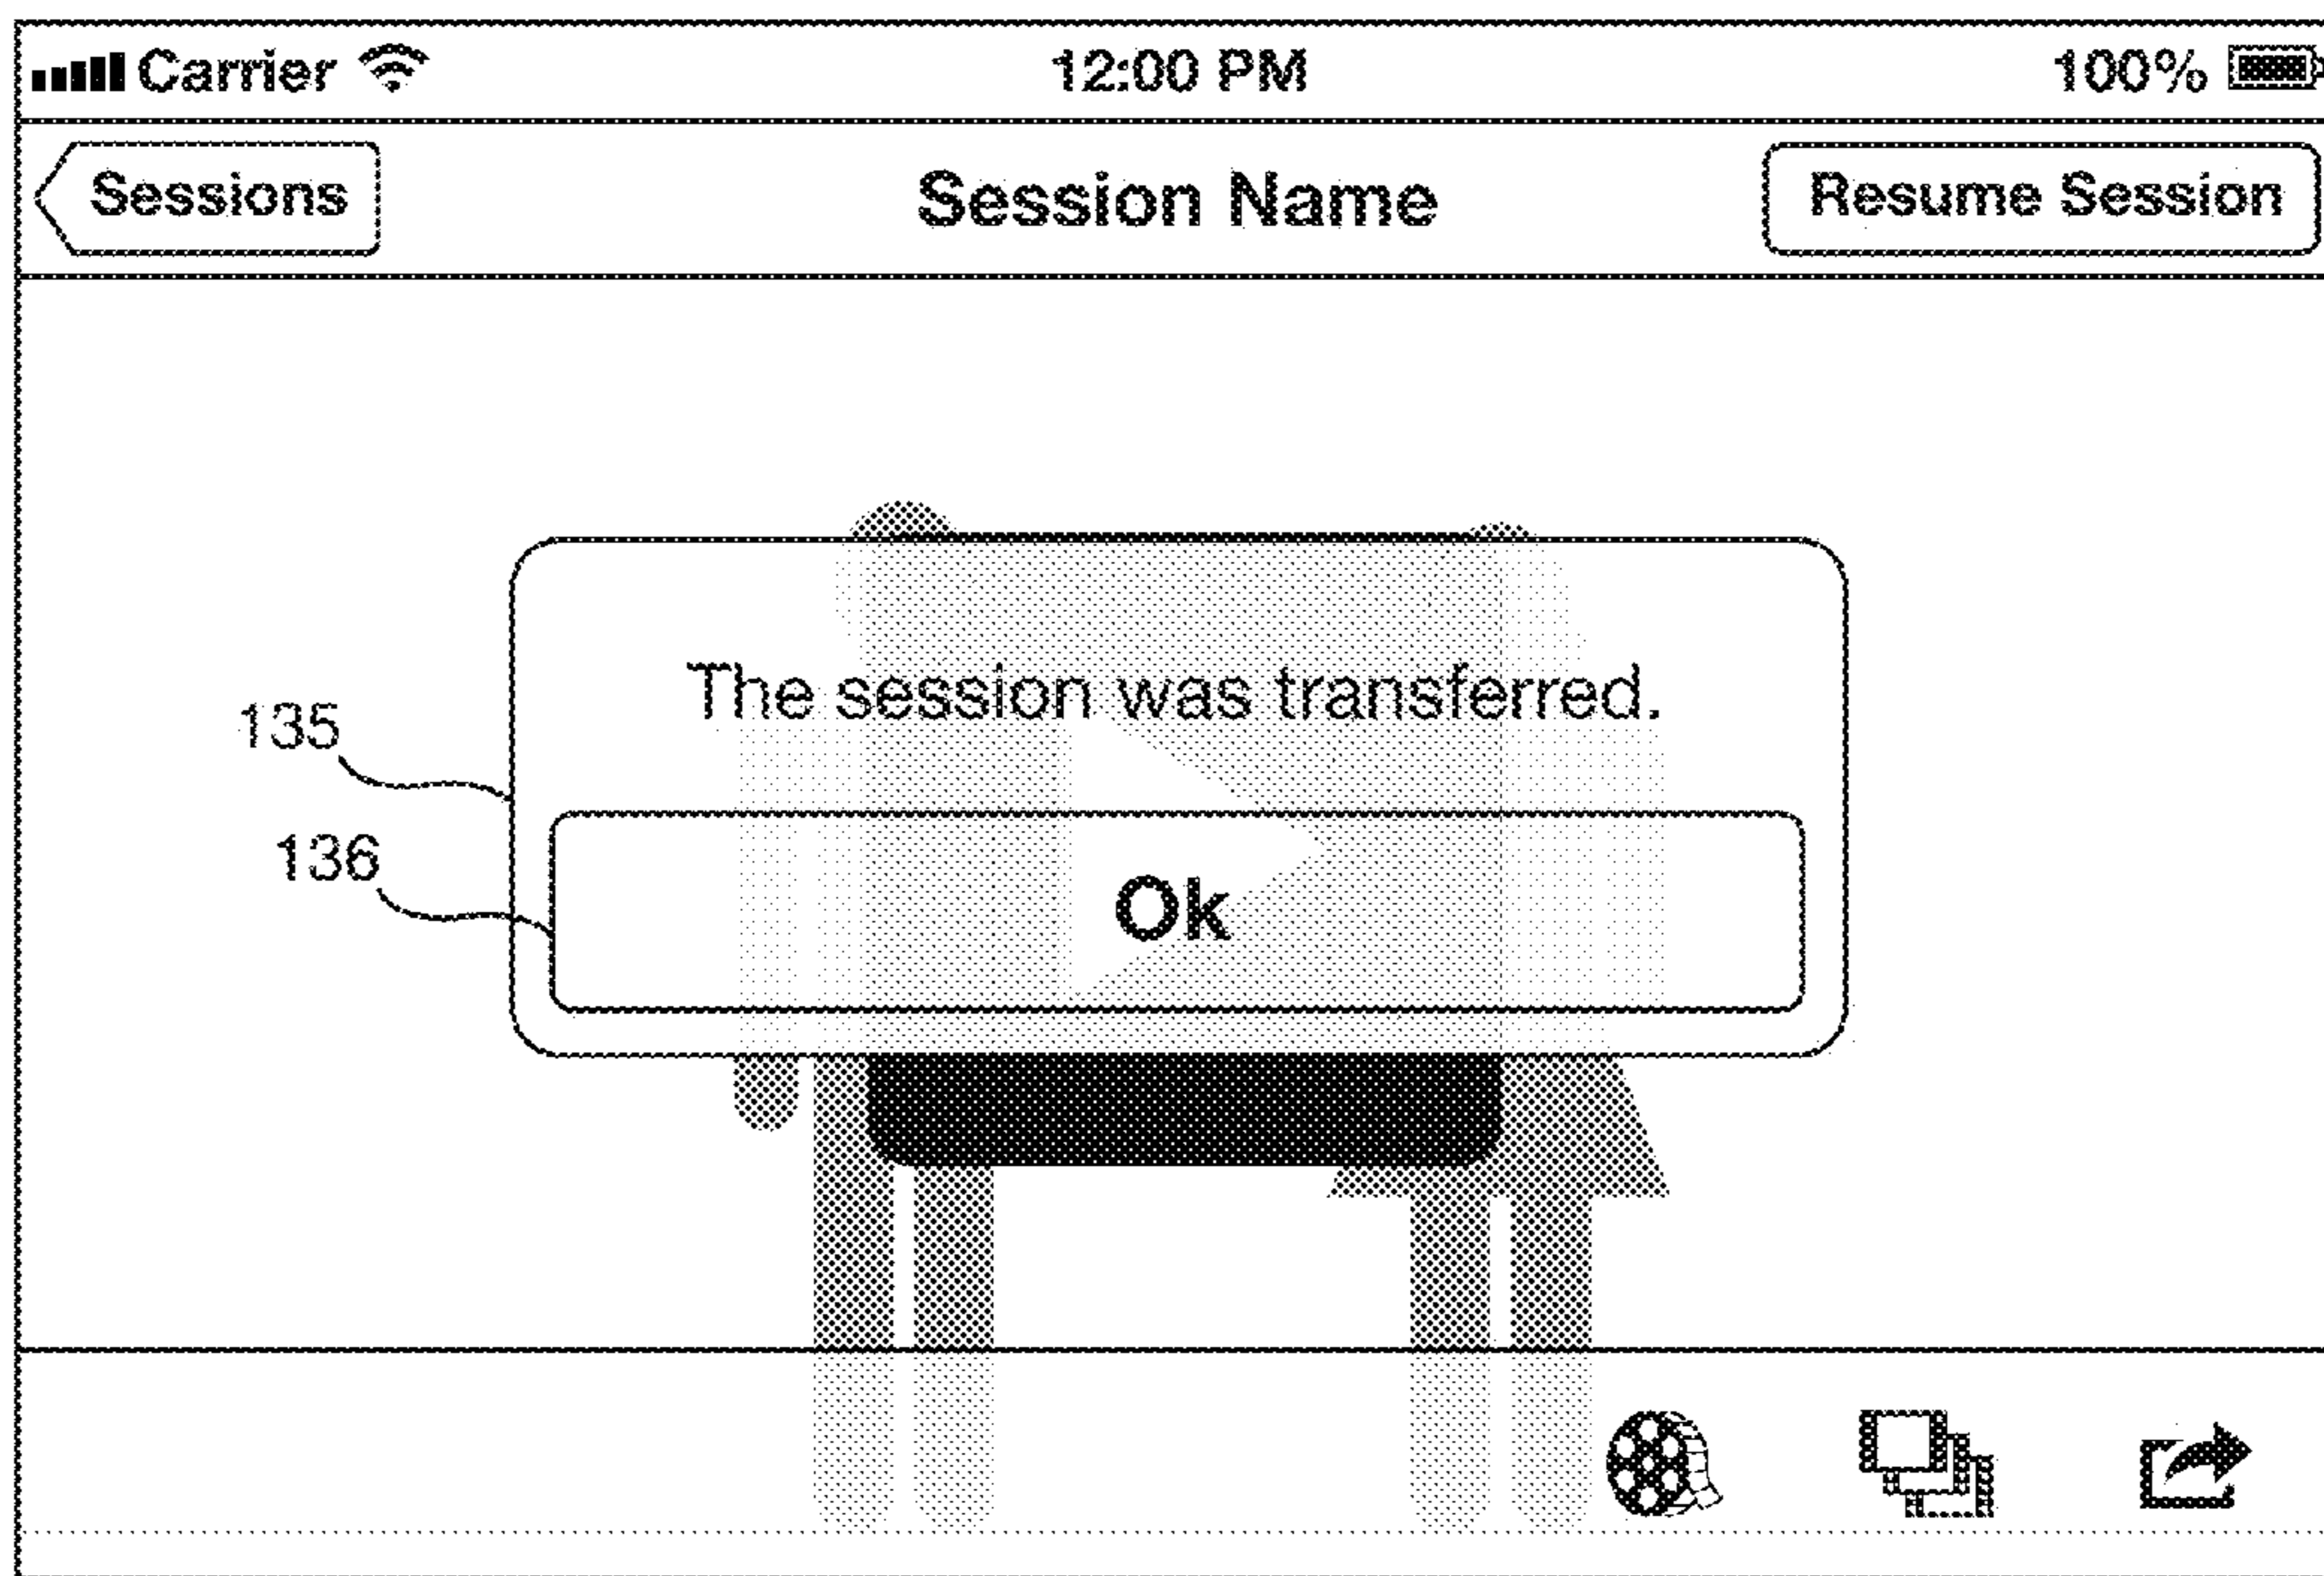 Carrier 12:00 PM 100%
Sessions Session Name Resume Session
The session was transferred.
135
136
Ok